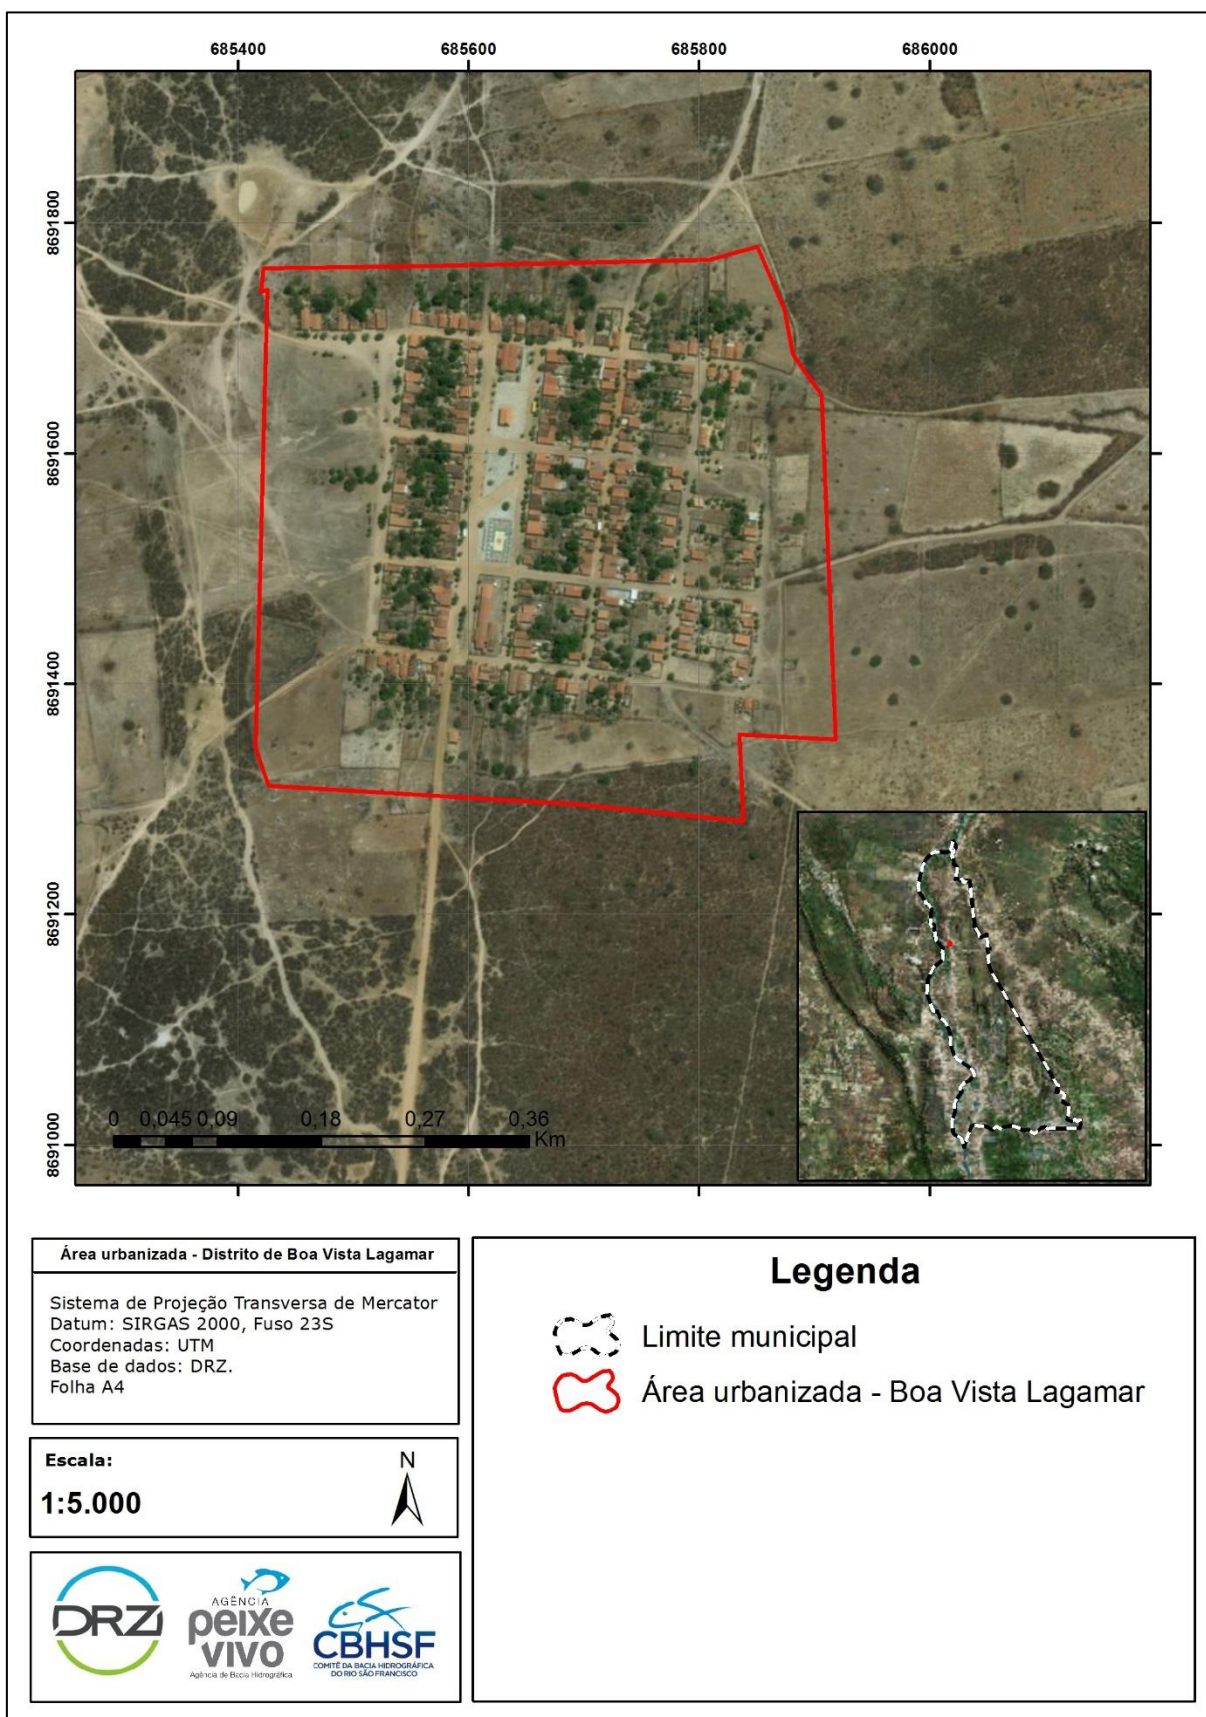 685400 685600 685800 686000
8691800
8691600
8691400
8691200
8691000
0 0,045 0,09 0,18 0,27 0,36
Km
Área urbanizada - Distrito de Boa Vista Lagamar
Sistema de Projeção Transversa de Mercator
Datum: SIRGAS 2000, Fuso 23S
Coordenadas: UTM
Base de dados: DRZ.
Folha A4
Escala:
1:5.000
N
DRZ
AGÊNCIA
peixe
vivo
Agência de Bacia Hidrográfica
CBHSF
COMITÊ DA BACIA HIDROGRÁFICA
DO RIO SÃO FRANCISCO
Legenda
Limite municipal
Área urbanizada - Boa Vista Lagamar